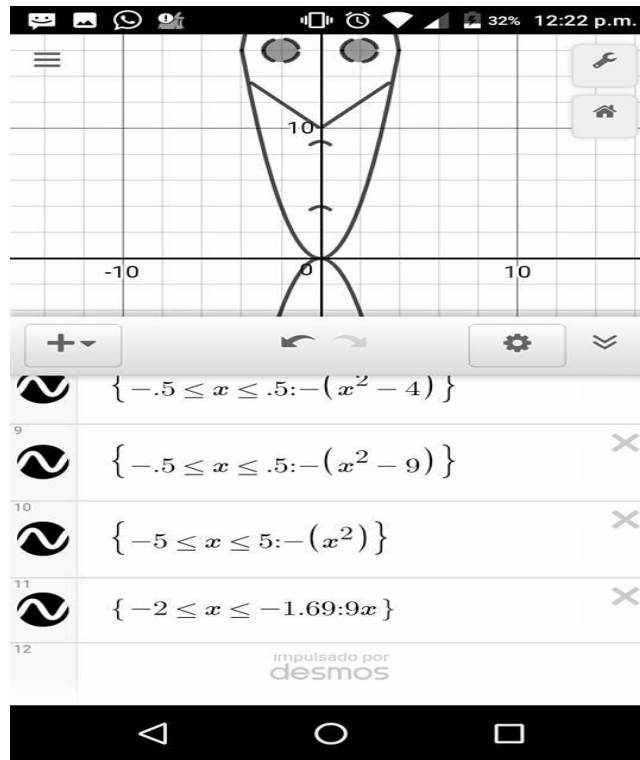 32% 12:22 p.m.
10
-10 0 10
{−.5 ≤ x ≤ .5:−(x² − 4)}
9
{−.5 ≤ x ≤ .5:−(x² − 9)}
10
{−5 ≤ x ≤ 5:−(x²)}
11
{−2 ≤ x ≤ −1.69:9x}
12
impulsado por
desmos